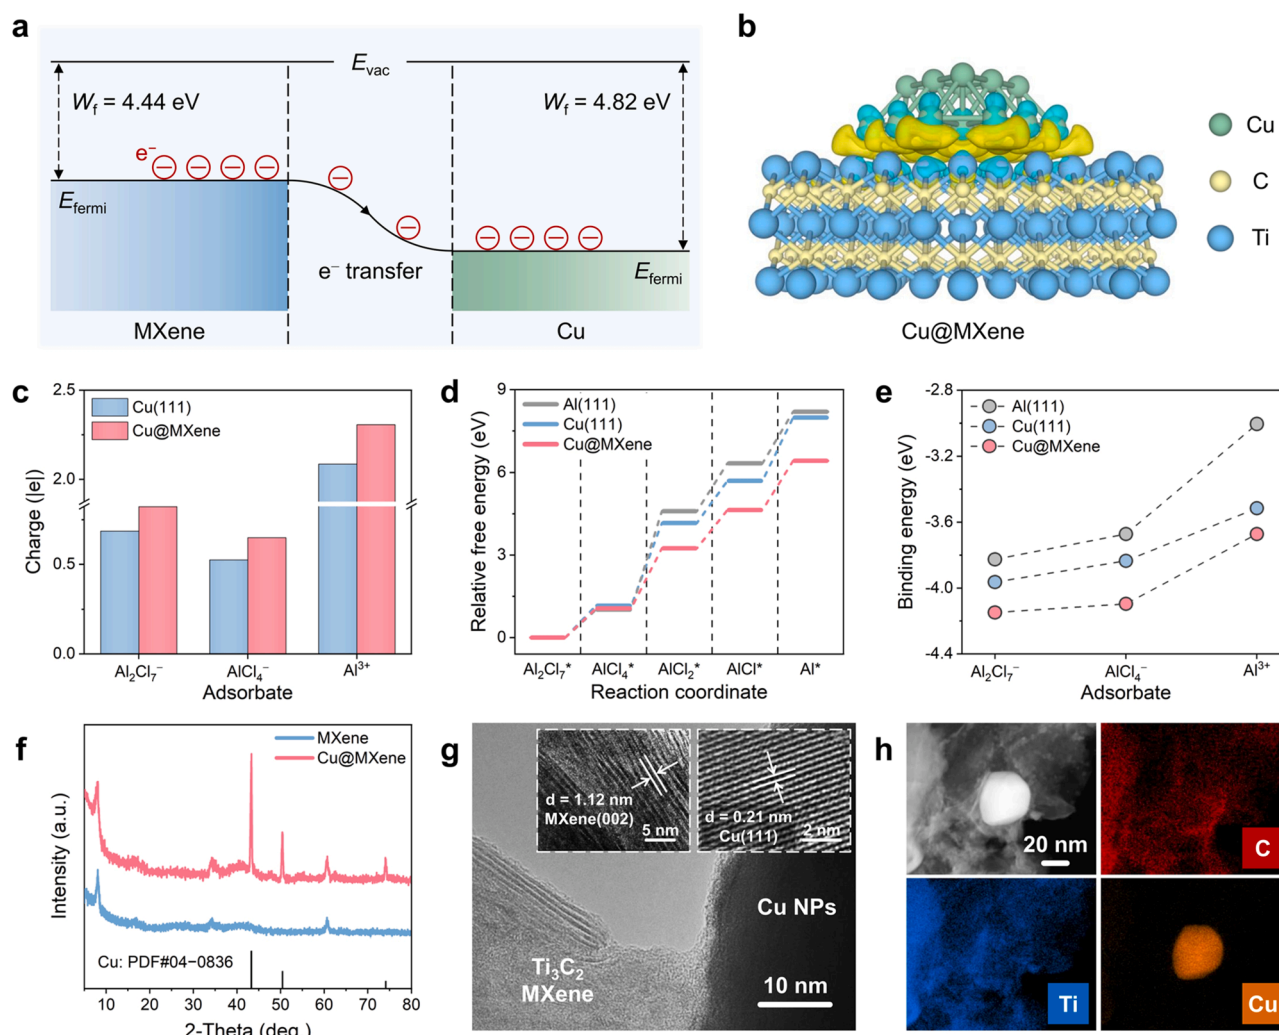 a
E_vac
W_f = 4.44 eV
W_f = 4.82 eV
e⁻
E_fermi
e⁻ transfer
E_fermi
MXene
Cu
b
Cu
C
Ti
Cu@MXene
c
2.5
2.0
0.5
0.0
Charge (|e|)
Cu(111)
Cu@MXene
Al₂Cl₇⁻
AlCl₄⁻
Al³⁺
Adsorbate
d
9
6
3
0
Relative free energy (eV)
Al(111)
Cu(111)
Cu@MXene
Al₂Cl₇*
AlCl₄*
AlCl₂*
AlCl*
Al*
Reaction coordinate
e
-2.8
-3.2
-3.6
-4.0
-4.4
Binding energy (eV)
Al(111)
Cu(111)
Cu@MXene
Al₂Cl₇⁻
AlCl₄⁻
Al³⁺
Adsorbate
f
Intensity (a.u.)
MXene
Cu@MXene
Cu: PDF#04−0836
10 20 30 40 50 60 70 80
2-Theta (deg.)
g
d = 1.12 nm
MXene(002)
5 nm
d = 0.21 nm
Cu(111)
2 nm
Cu NPs
Ti₃C₂
MXene
10 nm
h
20 nm
C
Ti
Cu